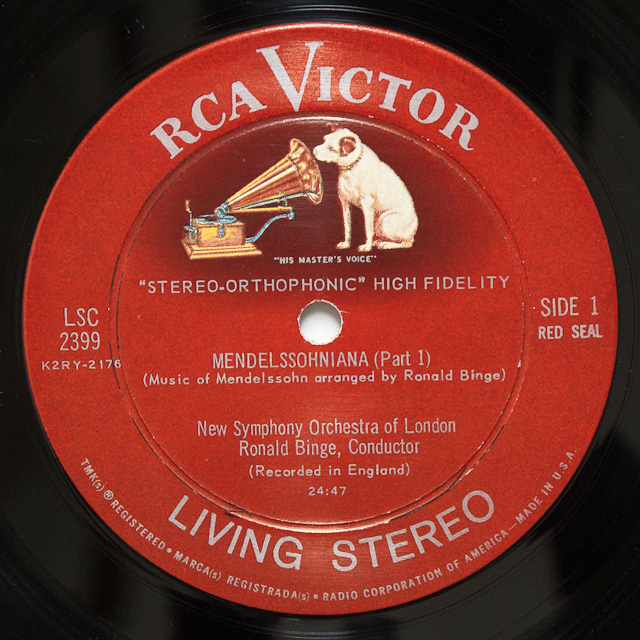 RCA VICTOR
"HIS MASTER'S VOICE"
"STEREO-ORTHOPHONIC" HIGH FIDELITY
LSC
2399
K2RY-2176
SIDE 1
RED SEAL
MENDELSSOHNIANA (Part 1)
(Music of Mendelssohn arranged by Ronald Binge)
New Symphony Orchestra of London
Ronald Binge, Conductor
(Recorded in England)
24:47
LIVING STEREO
TMK(s) ® REGISTERED • MARCA(s) REGISTRADA(s) • RADIO CORPORATION OF AMERICA—MADE IN U.S.A.